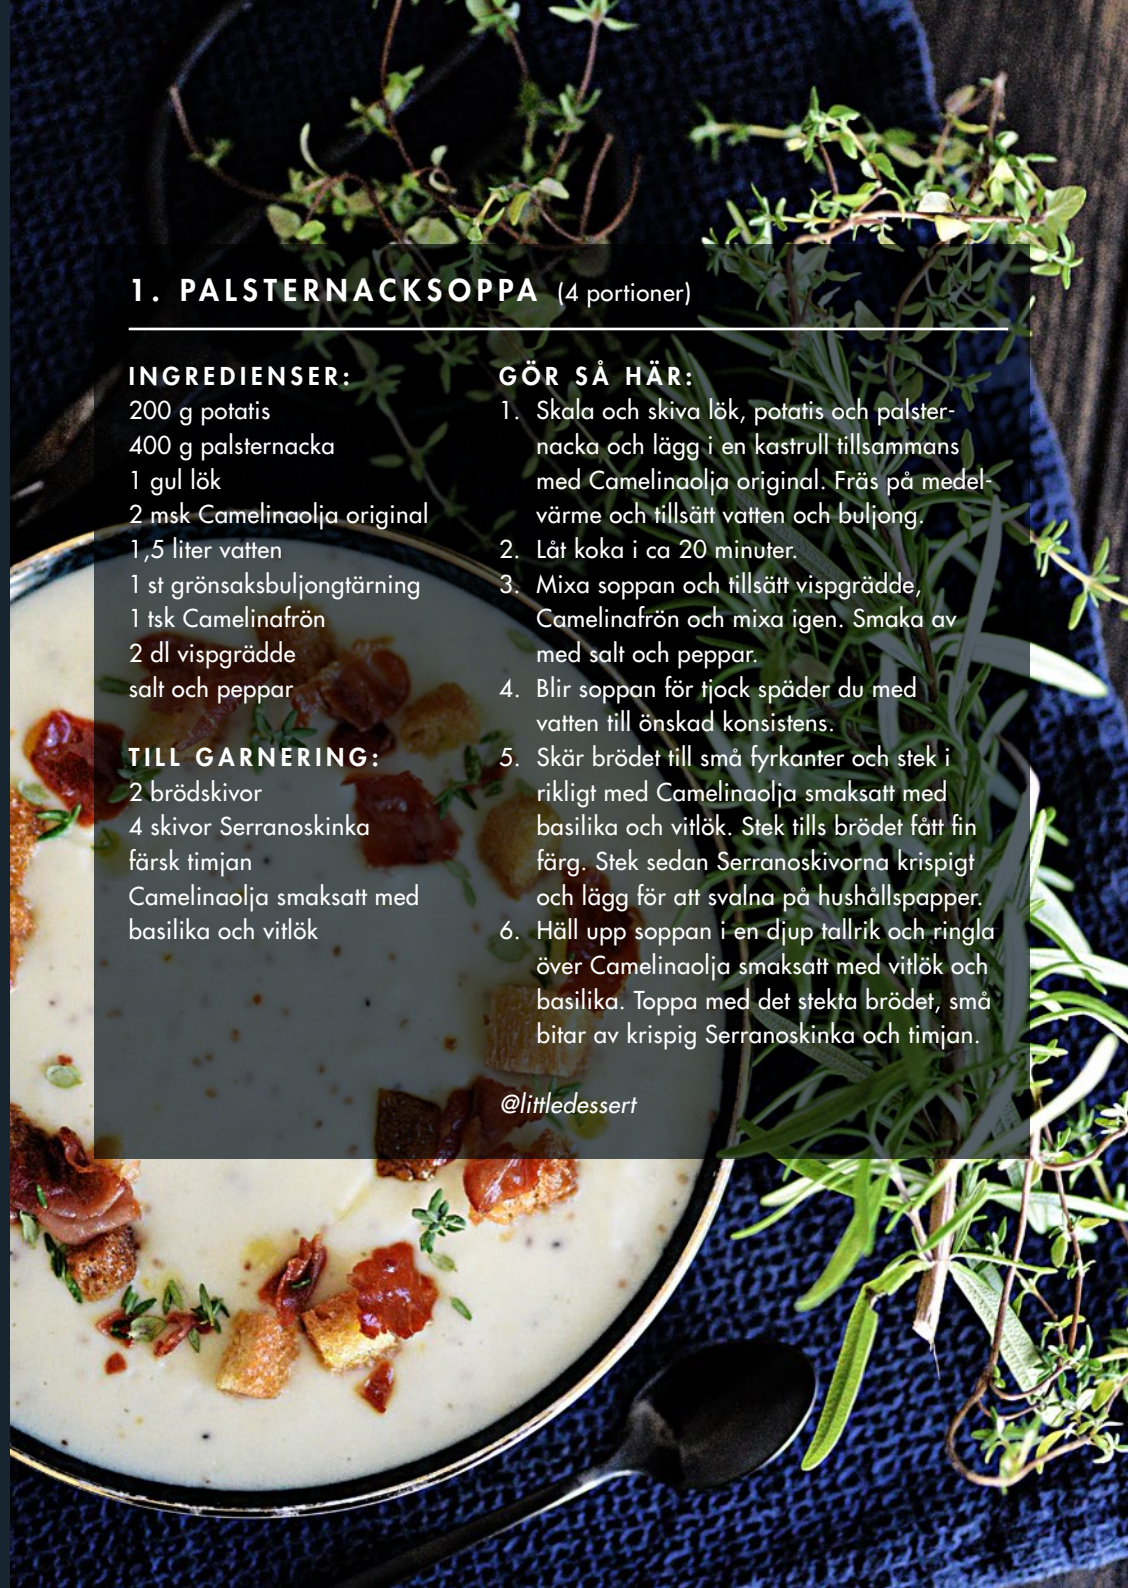 1. PALSTERNACKSOPPA (4 portioner)
INGREDIENSER:
200 g potatis
400 g palsternacka
1 gul lök
2 msk Camelinaolja original
1,5 liter vatten
1 st grönsaksbuljongtärning
1 tsk Camelinafrön
2 dl vispgrädde
salt och peppar
TILL GARNERING:
2 brödskivor
4 skivor Serranoskinka
färsk timjan
Camelinaolja smaksatt med
basilika och vitlök
GÖR SÅ HÄR:
1. Skala och skiva lök, potatis och palster-
nacka och lägg i en kastrull tillsammans
med Camelinaolja original. Fräs på medel-
värme och tillsätt vatten och buljong.
2. Låt koka i ca 20 minuter.
3. Mixa soppan och tillsätt vispgrädde,
Camelinafrön och mixa igen. Smaka av
med salt och peppar.
4. Blir soppan för tjock späder du med
vatten till önskad konsistens.
5. Skär brödet till små fyrkanter och stek i
rikligt med Camelinaolja smaksatt med
basilika och vitlök. Stek tills brödet fått fin
färg. Stek sedan Serranoskivorna krispigt
och lägg för att svalna på hushållspapper.
6. Häll upp soppan i en djup tallrik och ringla
över Camelinaolja smaksatt med vitlök och
basilika. Toppa med det stekta brödet, små
bitar av krispig Serranoskinka och timjan.
@littledessert